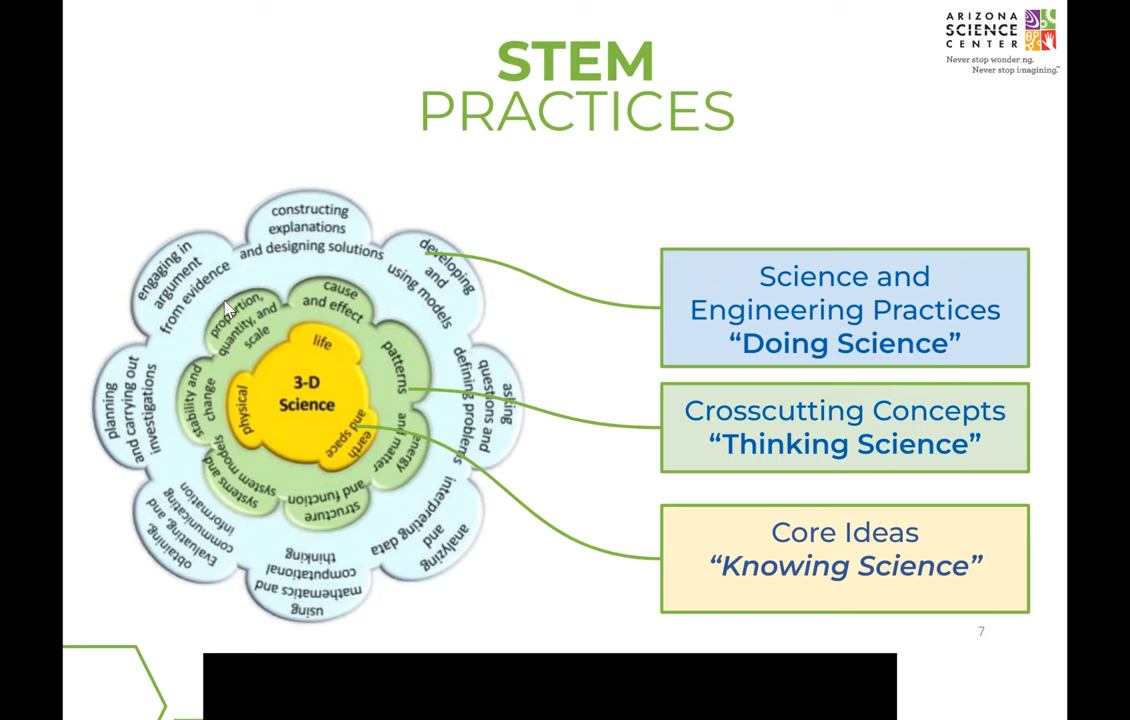 ARIZONA
SCIENCE
CENTER
Never stop wondering.
Never stop imagining.™
STEM
PRACTICES
constructing
explanations
and designing solutions
developing
and
using models
asking
questions and
defining problems
analyzing
and
interpreting data
using
mathematics and
computational
thinking
obtaining,
evaluating, and
communicating
information
planning
and carrying out
investigations
engaging in
argument
from evidence
cause
and effect
patterns
energy
and matter
structure
and function
systems and
system models
stability and
change
proportion,
quantity, and
scale
life
earth
and space
physical
3-D
Science
Science and
Engineering Practices
“Doing Science”
Crosscutting Concepts
“Thinking Science”
Core Ideas
“Knowing Science”
7